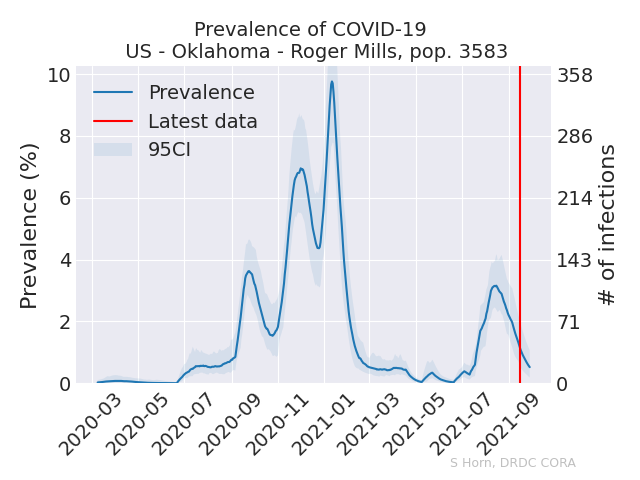 Prevalence of COVID-19
US - Oklahoma - Roger Mills, pop. 3583
Prevalence
Latest data
95CI
Prevalence (%)
10
8
6
4
2
0
358
286
214
143
71
0
# of infections
2020-03
2020-05
2020-07
2020-09
2020-11
2021-01
2021-03
2021-05
2021-07
2021-09
S Horn, DRDC CORA